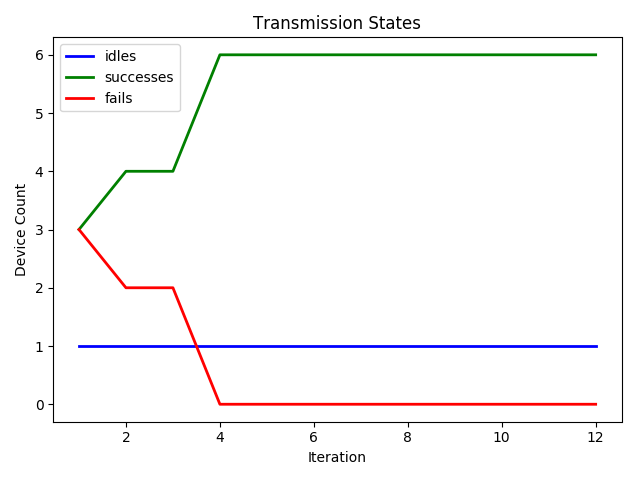 Transmission States
idles
successes
fails
Device Count
6
5
4
3
2
1
0
2 4 6 8 10 12
Iteration